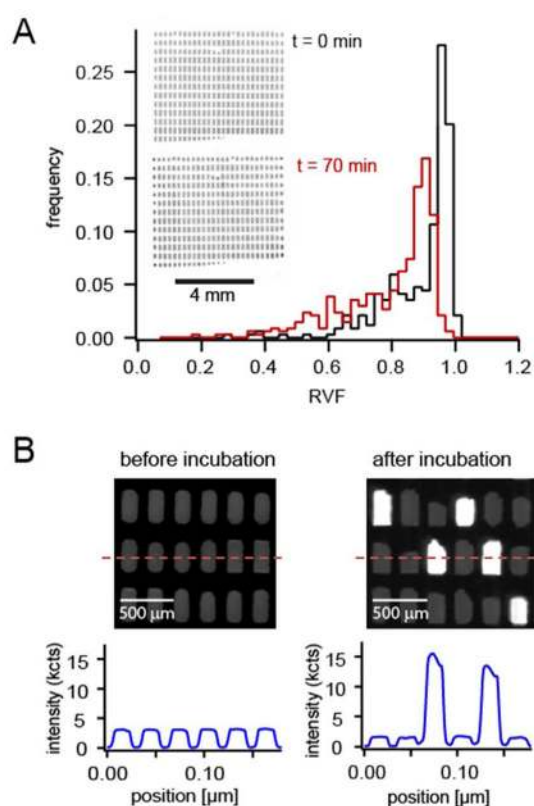 A
t = 0 min
t = 70 min
4 mm
0.25
0.20
0.15
0.10
0.05
0.00
frequency
0.0 0.2 0.4 0.6 0.8 1.0 1.2
RVF
B
before incubation
after incubation
500 μm
500 μm
intensity (kcts)
15
10
5
0
0.00 0.10
position [μm]
intensity (kcts)
15
10
5
0
0.00 0.10
position [μm]